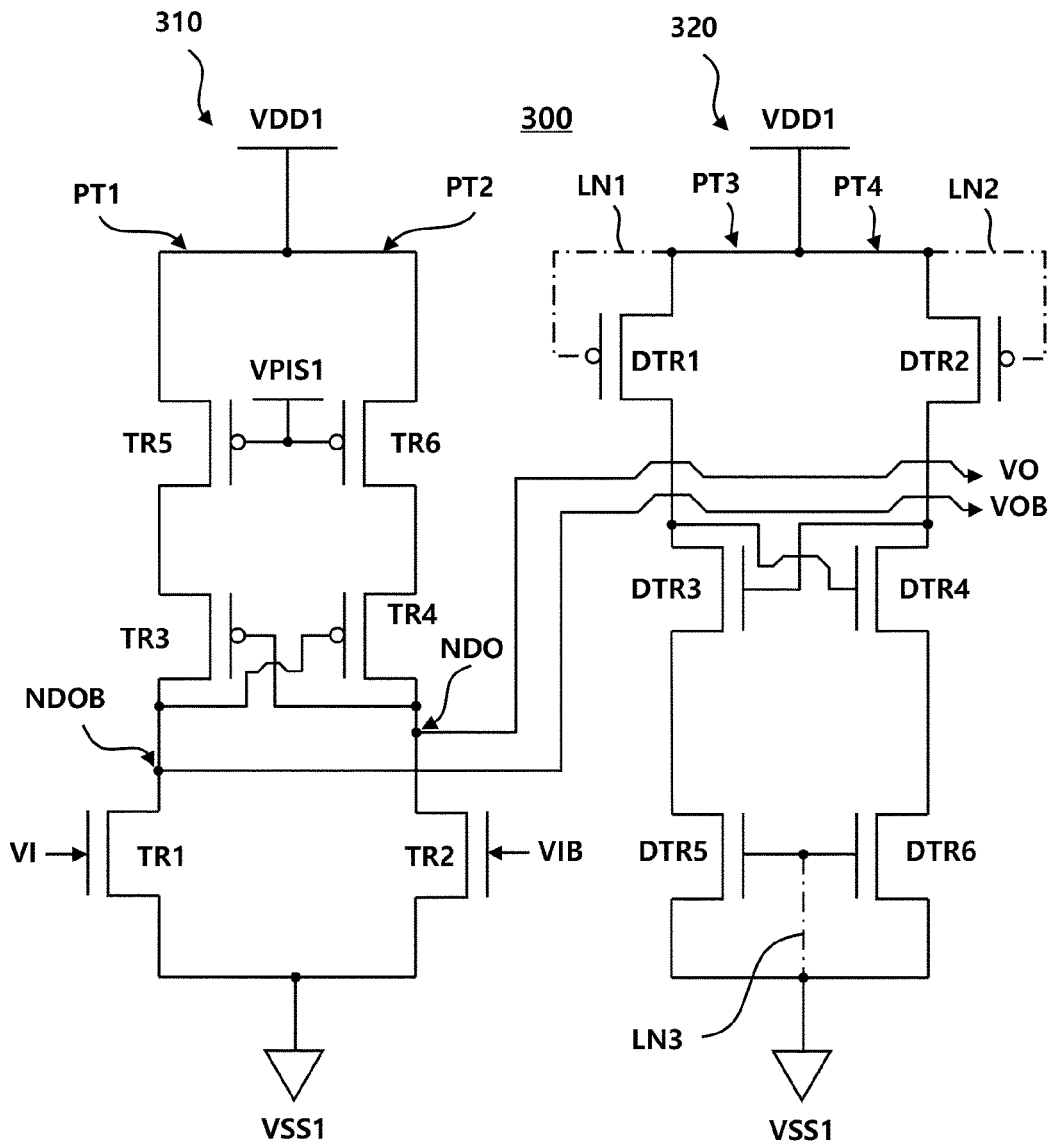 310
320
VDD1
300
VDD1
PT1
PT2
LN1
PT3
PT4
LN2
VPIS1
DTR1
DTR2
TR5
TR6
VO
VOB
TR3
TR4
DTR3
DTR4
NDO
NDOB
VI
TR1
TR2
VIB
DTR5
DTR6
LN3
VSS1
VSS1